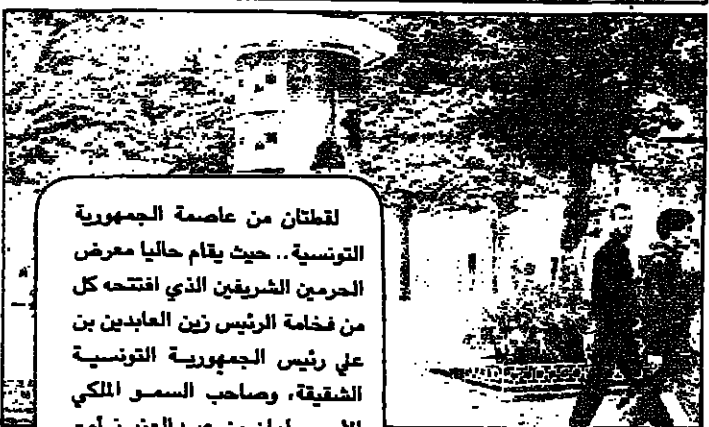 لقطتان من عاصمة الجمهورية
التونسية.. حيث يقام حاليا معرض
الحرمين الشريفين الذي افتتحه كل
من فخامة الرئيس زين العابدين بن
علي رئيس الجمهورية التونسية
الشقيقة، وصاحب السمو الملكي